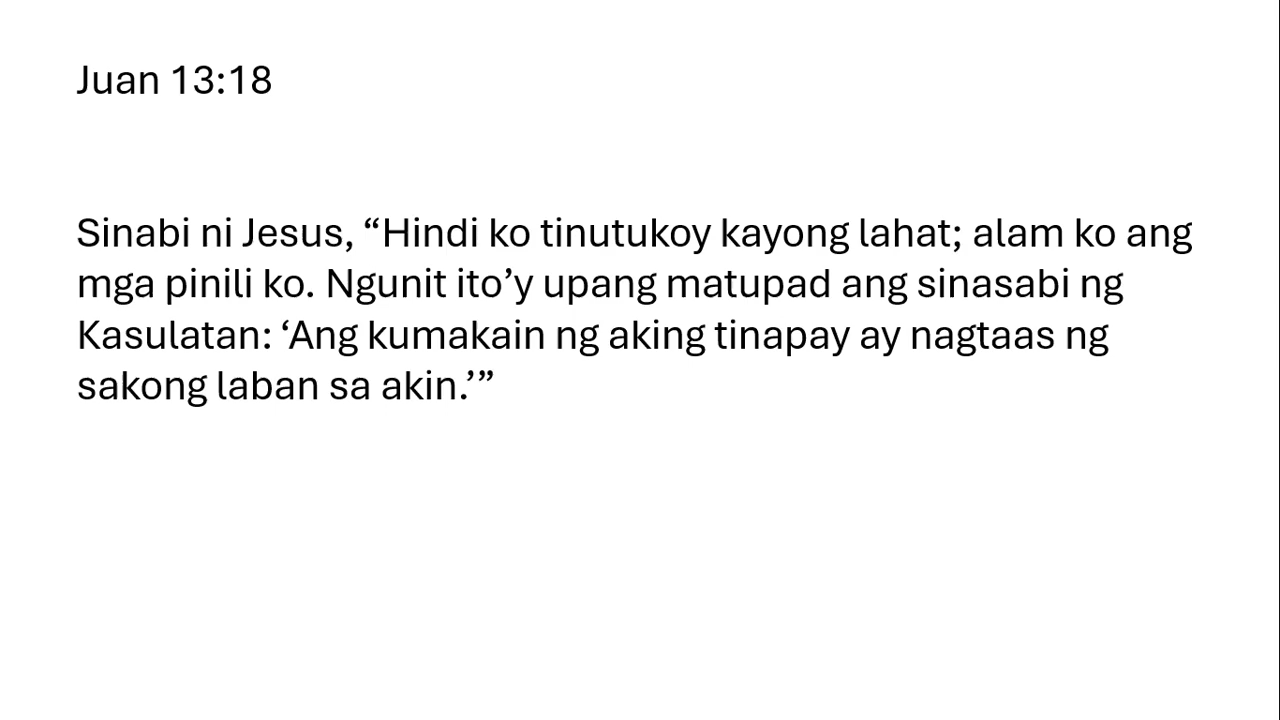 Juan 13:18
Sinabi ni Jesus, “Hindi ko tinutukoy kayong lahat; alam ko ang
mga pinili ko. Ngunit ito’y upang matupad ang sinasabi ng
Kasulatan: ‘Ang kumakain ng aking tinapay ay nagtaas ng
sakong laban sa akin.’”